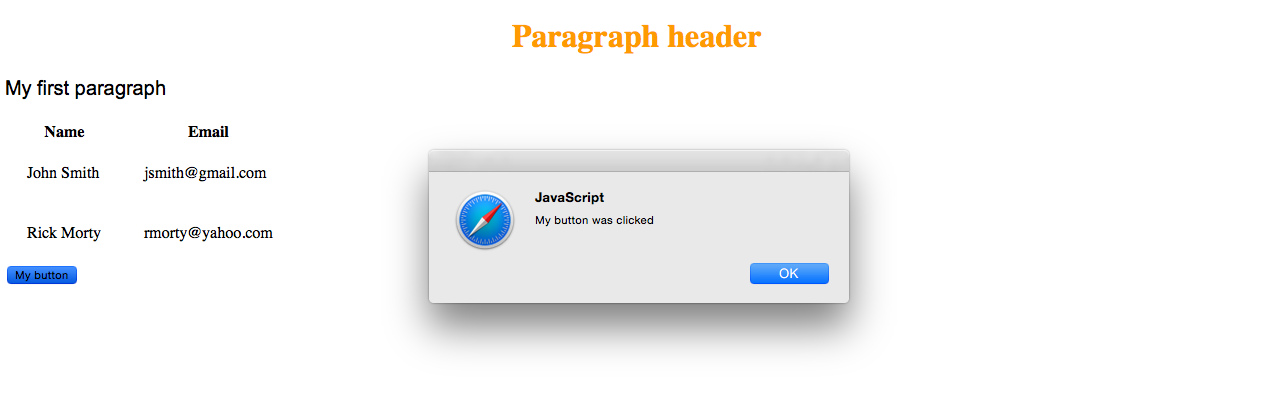 Paragraph header
My first paragraph
Name Email
John Smith jsmith@gmail.com
Rick Morty rmorty@yahoo.com
My button
JavaScript
My button was clicked
OK